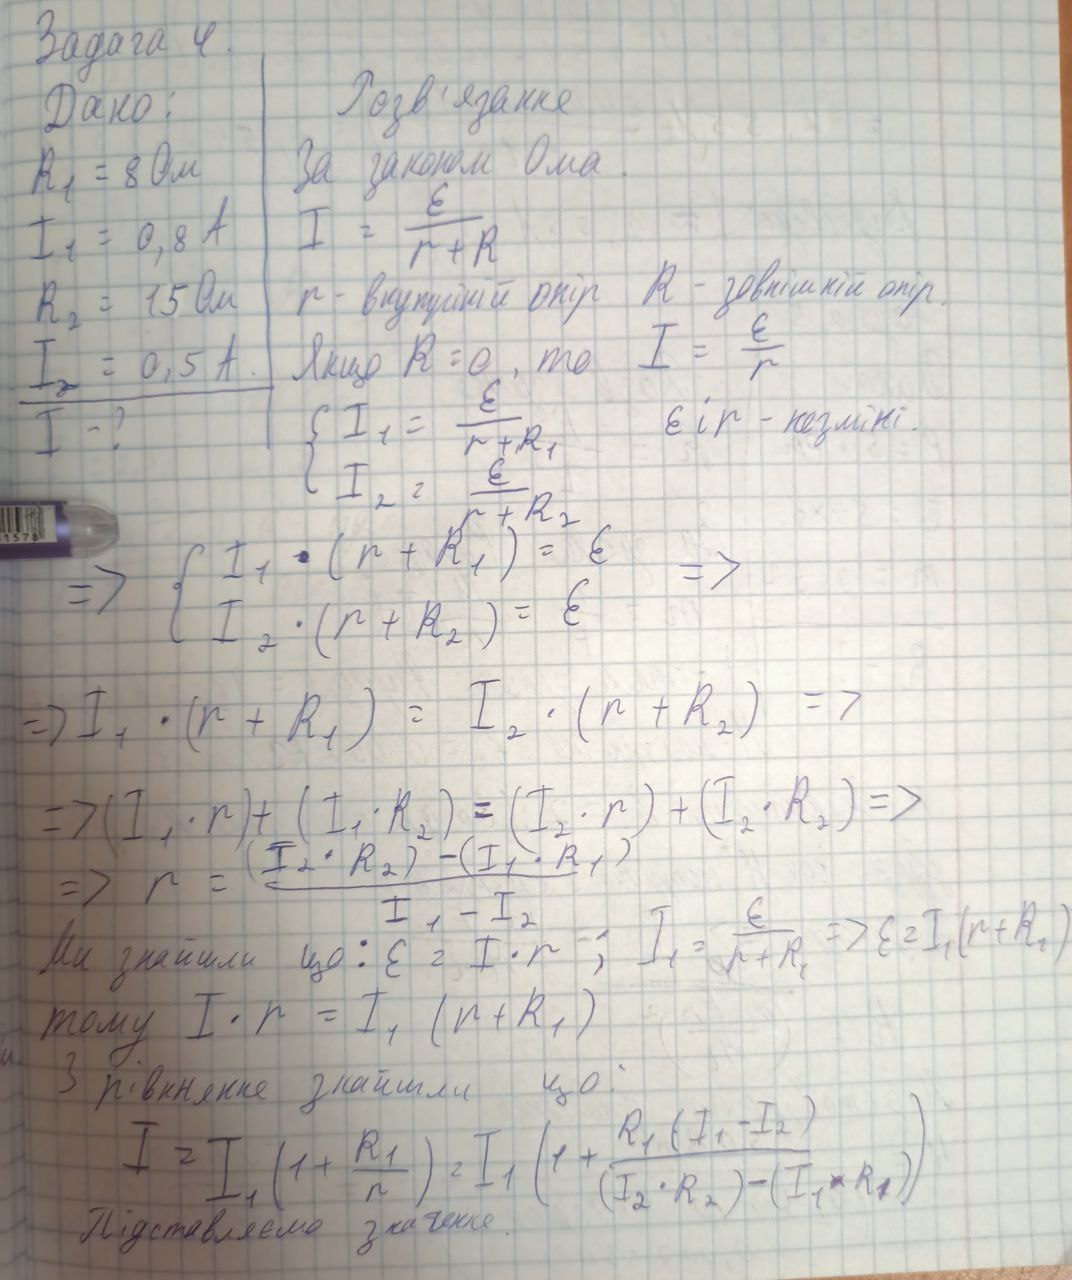 Задача 4.
Дано:
R₁ = 8 Ом
I₁ = 0,8 А
R₂ = 15 Ом
I₂ = 0,5 А.
I - ?
Розв'язання
За законом Ома.
I = ε / (r + R)
r - внутрішній опір R - зовнішній опір.
Якщо R = 0, то I = ε / r
{ I₁ = ε / (r + R₁) ε і r - незмінні.
I₂ = ε / (r + R₂)
1578
=> { I₁ · (r + R₁) = ε =>
I₂ · (r + R₂) = ε
=> I₁ · (r + R₁) = I₂ · (r + R₂) =>
=> (I₁ · r) + (I₁ · R₂) = (I₂ · r) + (I₂ · R₂) =>
=> r = ((I₂ · R₂) - (I₁ · R₁)) / (I₁ - I₂)
Ми знайшли що: ε = I · r ; I₁ = ε / (r + R₁) => ε = I₁(r + R₁)
тому I · r = I₁ (r + R₁)
З рівняння знайшли що:
I = I₁ (1 + R₁ / r) = I₁ (1 + R₁ (I₁ - I₂) / ((I₂ · R₂) - (I₁ · R₁)))
Підставляємо значення.